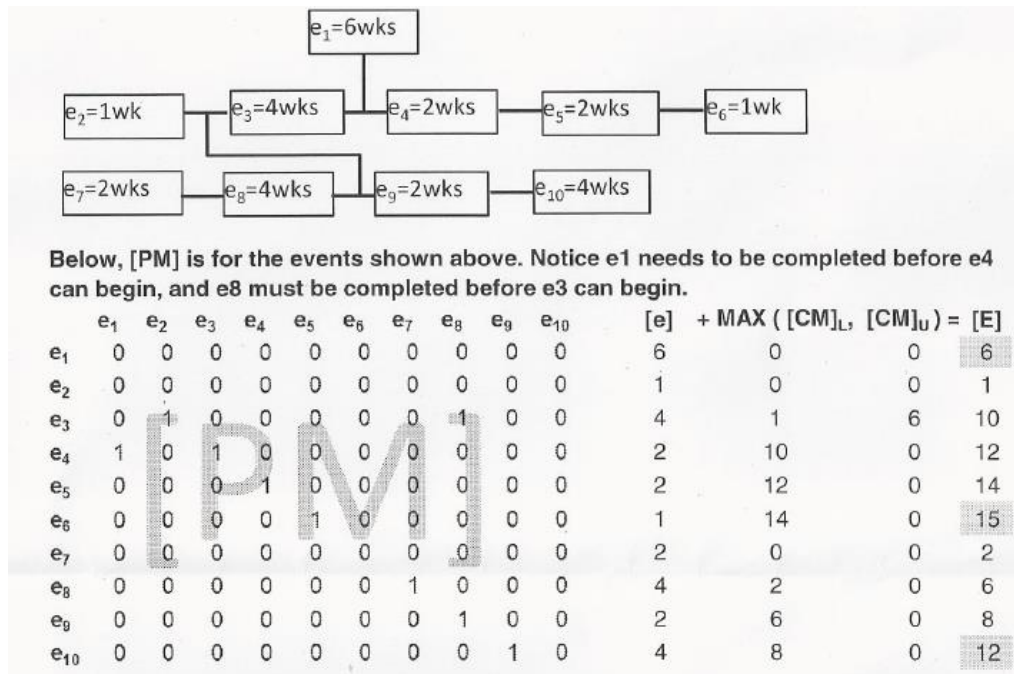 e₁=6wks
e₂=1wk e₃=4wks e₄=2wks e₅=2wks e₆=1wk
e₇=2wks e₈=4wks e₉=2wks e₁₀=4wks
Below, [PM] is for the events shown above. Notice e1 needs to be completed before e4
can begin, and e8 must be completed before e3 can begin.
e₁ e₂ e₃ e₄ e₅ e₆ e₇ e₈ e₉ e₁₀ [e] + MAX ( [CM]L, [CM]U ) = [E]
e₁ 0 0 0 0 0 0 0 0 0 0 6 0 0 6
e₂ 0 0 0 0 0 0 0 0 0 0 1 0 0 1
e₃ 0 1 0 0 0 0 0 1 0 0 4 1 6 10
e₄ 1 0 1 0 0 0 0 0 0 0 2 10 0 12
e₅ 0 0 0 1 0 0 0 0 0 0 2 12 0 14
e₆ 0 0 0 0 1 0 0 0 0 0 1 14 0 15
e₇ 0 0 0 0 0 0 0 0 0 0 2 0 0 2
e₈ 0 0 0 0 0 0 1 0 0 0 4 2 0 6
e₉ 0 0 0 0 0 0 0 1 0 0 2 6 0 8
e₁₀ 0 0 0 0 0 0 0 0 1 0 4 8 0 12
[PM]